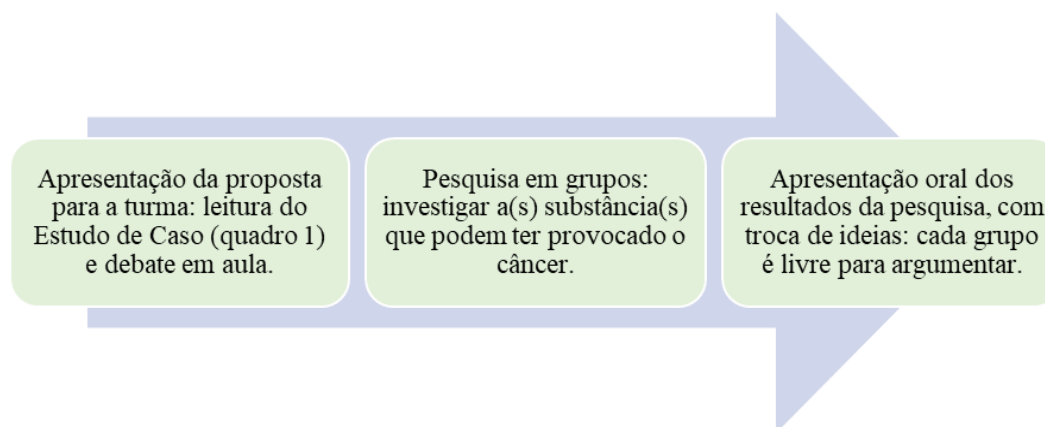 Apresentação da proposta
para a turma: leitura do
Estudo de Caso (quadro 1)
e debate em aula.
Pesquisa em grupos:
investigar a(s) substância(s)
que podem ter provocado o
câncer.
Apresentação oral dos
resultados da pesquisa, com
troca de ideias: cada grupo
é livre para argumentar.